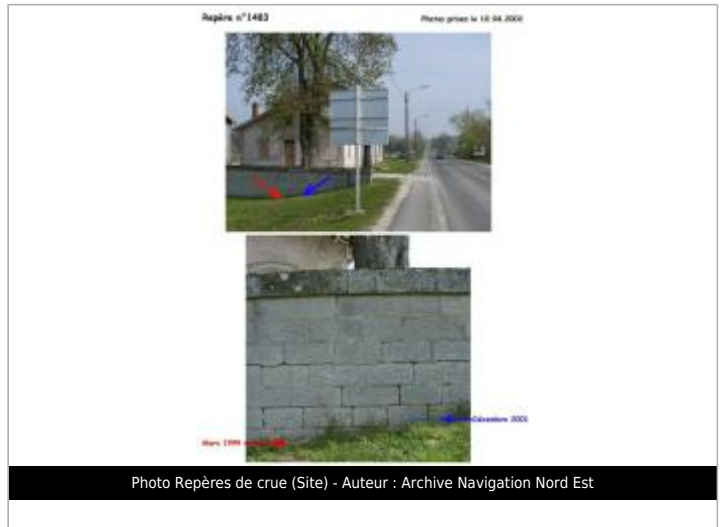 Repère n°1483
Photos prises le 10.04.2002
Décembre 2001
Mars 1999
Photo Repères de crue (Site) - Auteur : Archive Navigation Nord Est